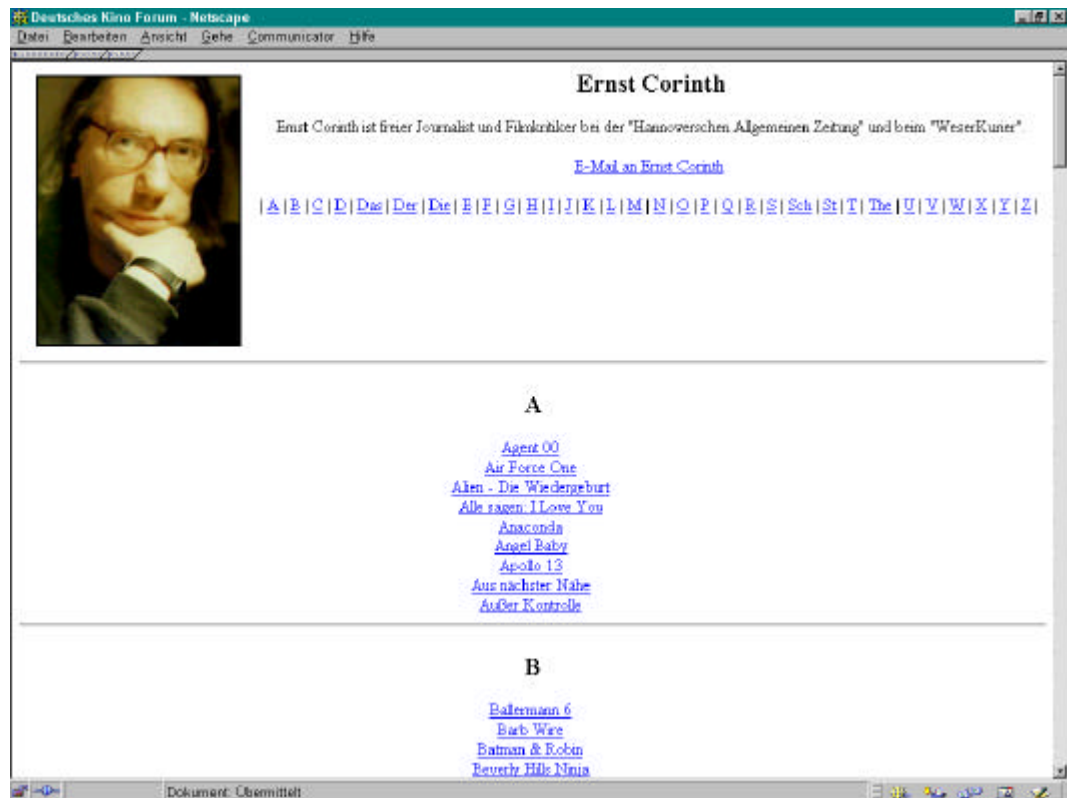 Deutsches Kino Forum - Netscape
Datei Bearbeiten Ansicht Gehe Communicator Hilfe
Ernst Corinth
Ernst Corinth ist freier Journalist und Filmkritiker bei der "Hannoverschen Allgemeinen Zeitung" und beim "WeserKurier".
E-Mail an Ernst Corinth
| A | B | C | D | Das | Der | Die | E | F | G | H | I | J | K | L | M | N | O | P | Q | R | S | Sch | St | T | The | U | V | W | X | Y | Z |
A
Agent 00
Air Force One
Alien - Die Wiedergeburt
Alle sagen: I Love You
Anaconda
Angel Baby
Apollo 13
Aus nächster Nähe
Außer Kontrolle
B
Ballermann 6
Barb Wire
Batman & Robin
Beverly Hills Ninja
Dokument: Übermittelt